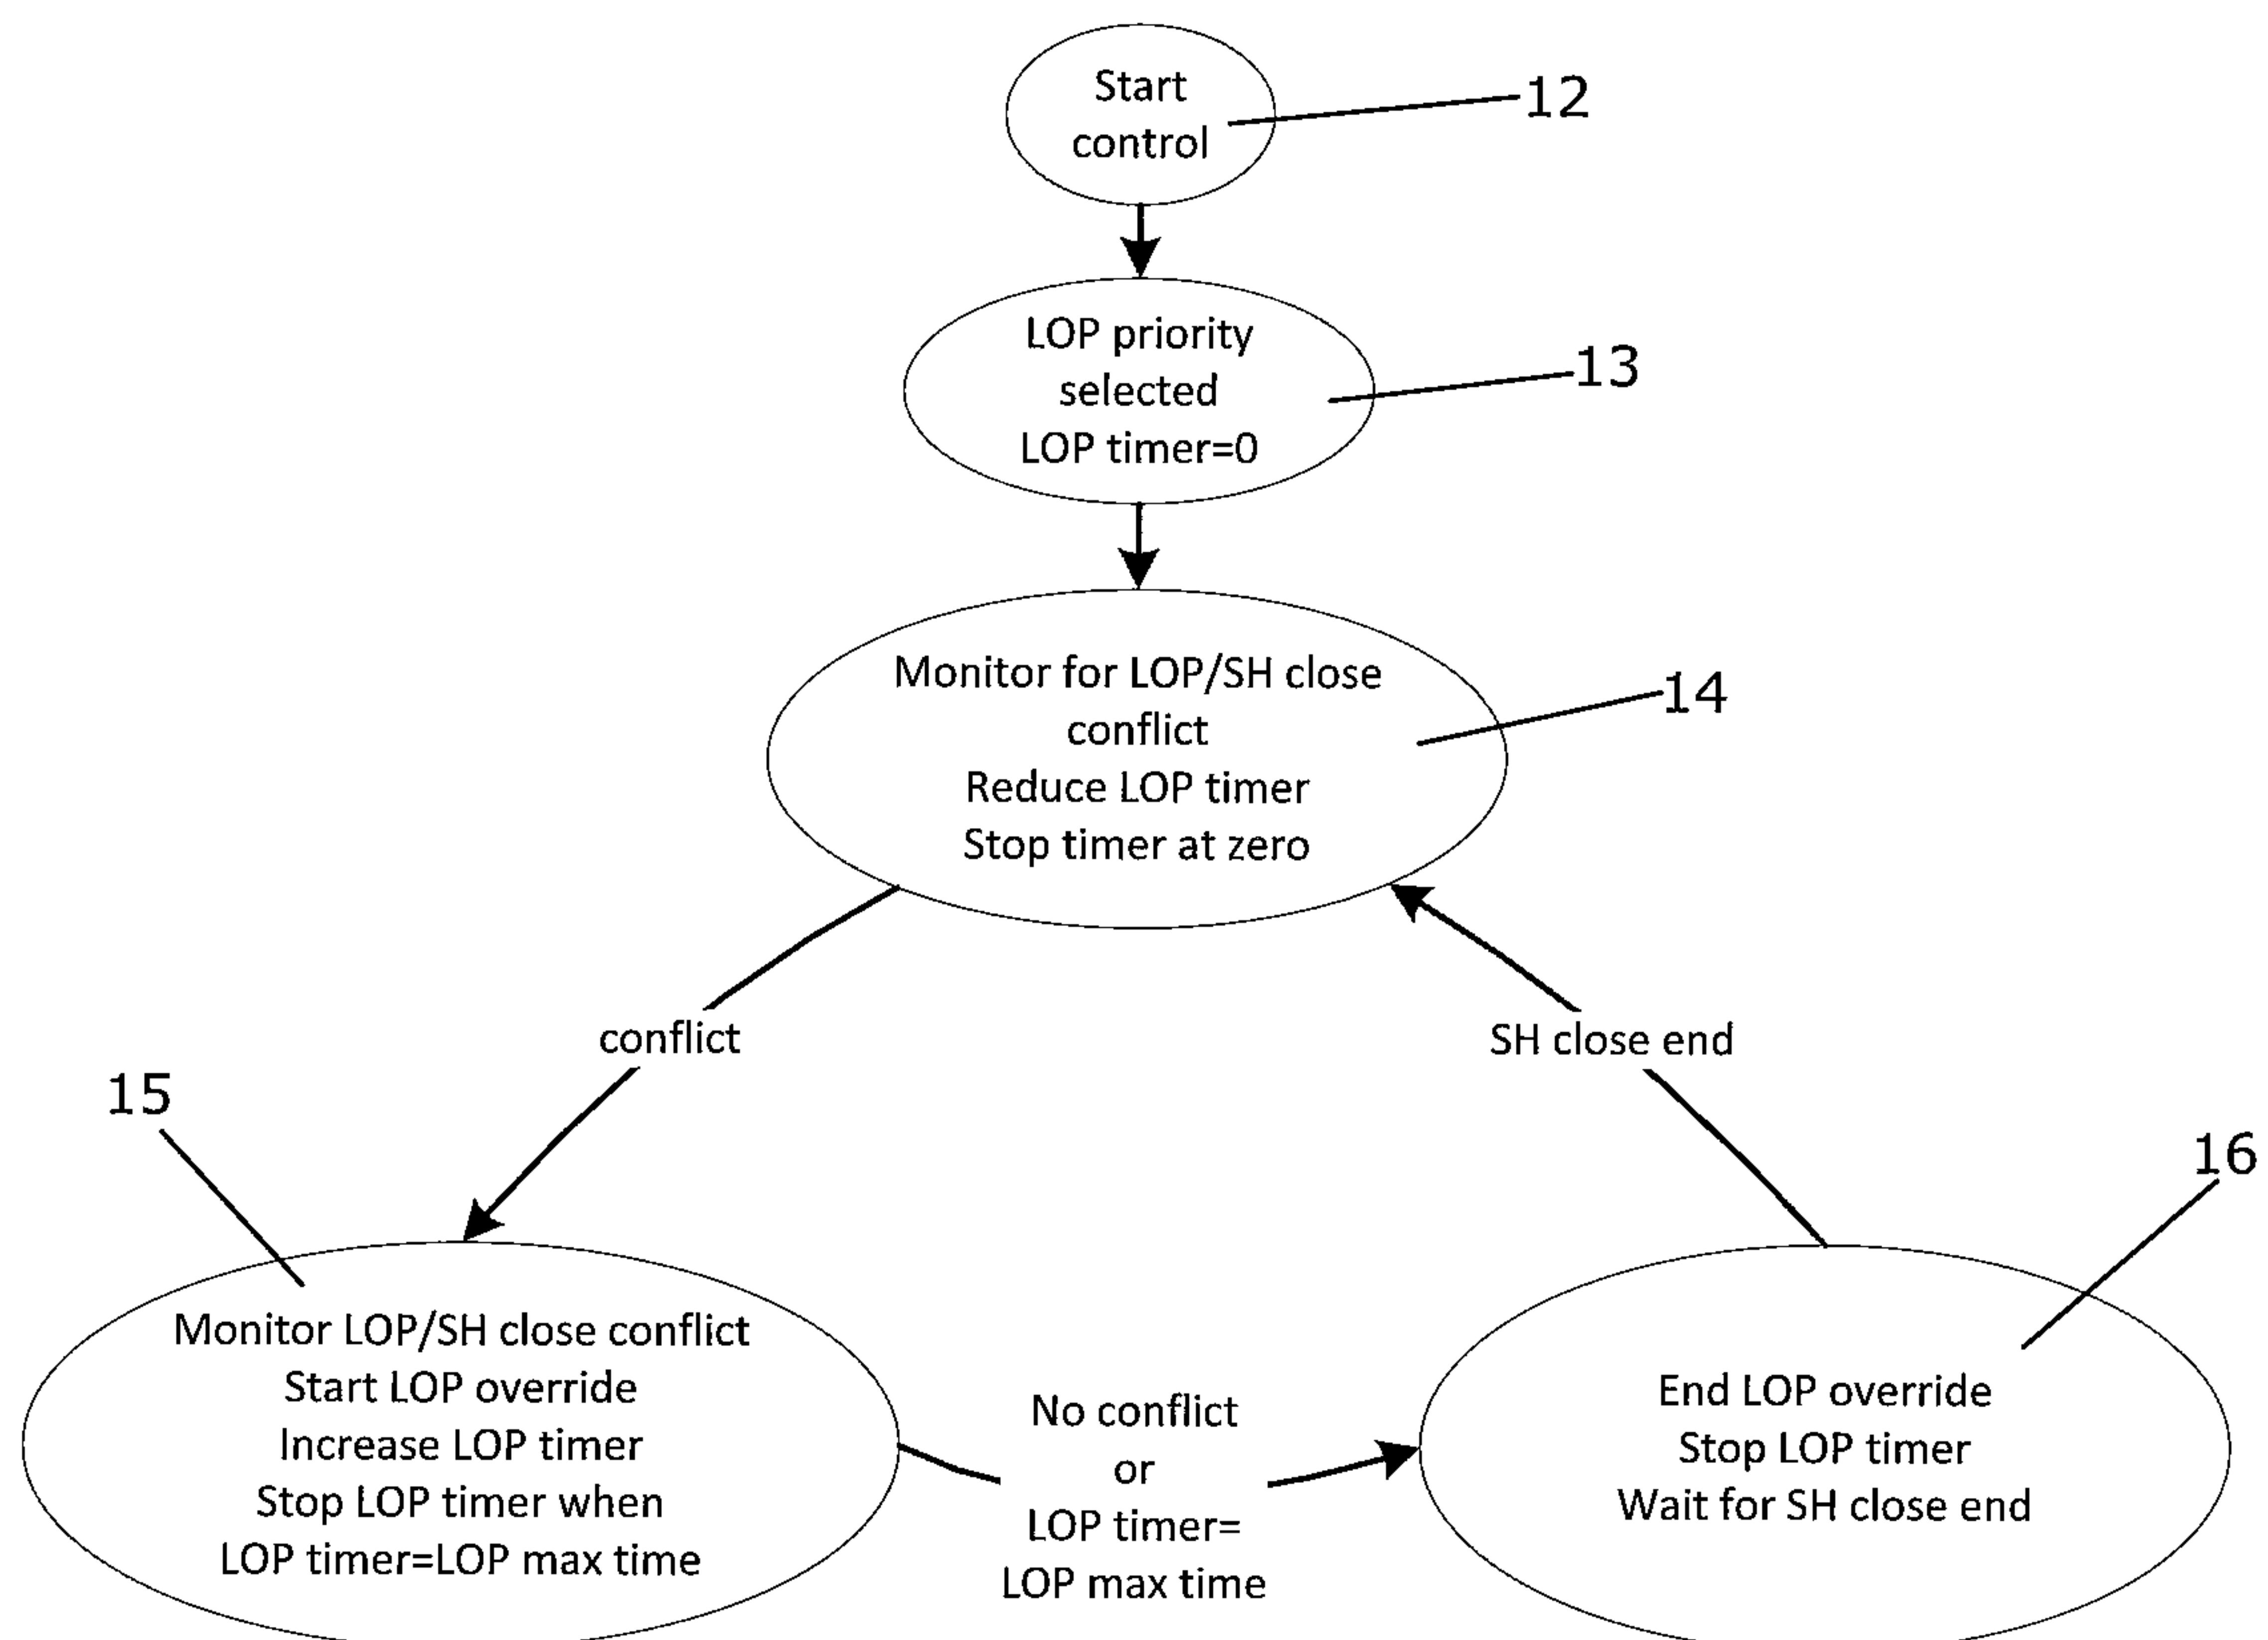 Start
control
12
LOP priority
selected
LOP timer=0
13
Monitor for LOP/SH close
conflict
Reduce LOP timer
Stop timer at zero
14
conflict
SH close end
15
Monitor LOP/SH close conflict
Start LOP override
Increase LOP timer
Stop LOP timer when
LOP timer=LOP max time
No conflict
or
LOP timer=
LOP max time
16
End LOP override
Stop LOP timer
Wait for SH close end